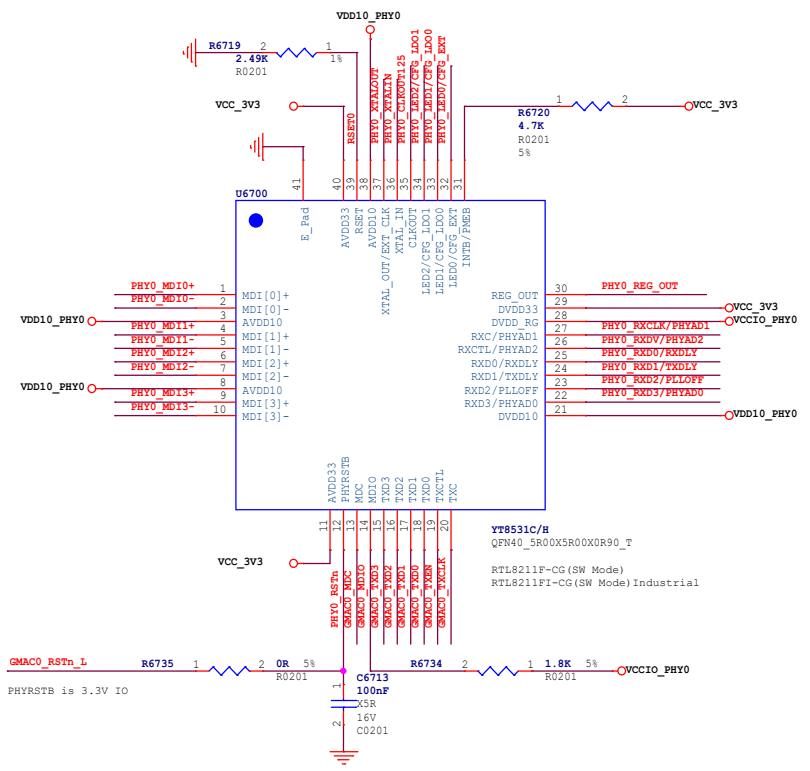 VDD10_PHY0
R6719 2 1
2.49K 1%
R0201
VCC_3V3
RSET0
PHY0_XTALOUT
PHY0_XTALIN
PHY0_CLKOUT125
PHY0_LED2/CFG_LDO1
PHY0_LED1/CFG_LDO0
PHY0_LED0/CFG_EXT
1 2
R6720
4.7K
R0201
5%
VCC_3V3
U6700
41 40 39 38 37 36 35 34 33 32 31
E_Pad
AVDD33
RSET
AVDD10
XTAL_OUT/EXT_CLK
XTAL_IN
CLKOUT
LED2/CFG_LDO1
LED1/CFG_LDO0
LED0/CFG_EXT
INTB/PMEB
PHY0_MDI0+ 1 MDI[0]+
PHY0_MDI0- 2 MDI[0]-
VDD10_PHY0 3 AVDD10
PHY0_MDI1+ 4 MDI[1]+
PHY0_MDI1- 5 MDI[1]-
PHY0_MDI2+ 6 MDI[2]+
PHY0_MDI2- 7 MDI[2]-
VDD10_PHY0 8 AVDD10
PHY0_MDI3+ 9 MDI[3]+
PHY0_MDI3- 10 MDI[3]-
REG_OUT 30 PHY0_REG_OUT
DVDD33 29 VCC_3V3
DVDD_RG 28 VCCIO_PHY0
RXC/PHYAD1 27 PHY0_RXCLK/PHYAD1
RXCTL/PHYAD2 26 PHY0_RXDV/PHYAD2
RXD0/RXDLY 25 PHY0_RXD0/RXDLY
RXD1/TXDLY 24 PHY0_RXD1/TXDLY
RXD2/PLLOFF 23 PHY0_RXD2/PLLOFF
RXD3/PHYAD0 22 PHY0_RXD3/PHYAD0
DVDD10 21 VDD10_PHY0
AVDD33
PHYRSTB
MDC
MDIO
TXD3
TXD2
TXD1
TXD0
TXCTL
TXC
11 12 13 14 15 16 17 18 19 20
YT8531C/H
QFN40_5R00X5R00X0R90_T
RTL8211F-CG(SW Mode)
RTL8211FI-CG(SW Mode)Industrial
VCC_3V3
PHY0_RSTn
GMAC0_MDC
GMAC0_MDIO
GMAC0_TXD3
GMAC0_TXD2
GMAC0_TXD1
GMAC0_TXD0
GMAC0_TXEN
GMAC0_TXCLK
GMAC0_RSTn_L R6735 1 2 0R 5%
R0201
PHYRSTB is 3.3V IO
R6734 2 1 1.8K 5%
R0201
VCCIO_PHY0
C6713
1 100nF
X5R
16V
2 C0201